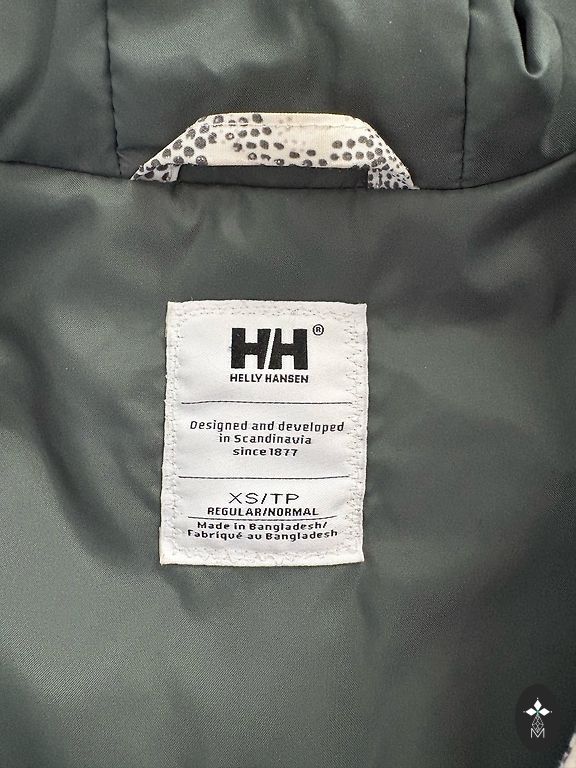 HH®
HELLY HANSEN
Designed and developed
in Scandinavia
since 1877
XS/TP
REGULAR/NORMAL
Made in Bangladesh/
Fabriqué au Bangladesh
M